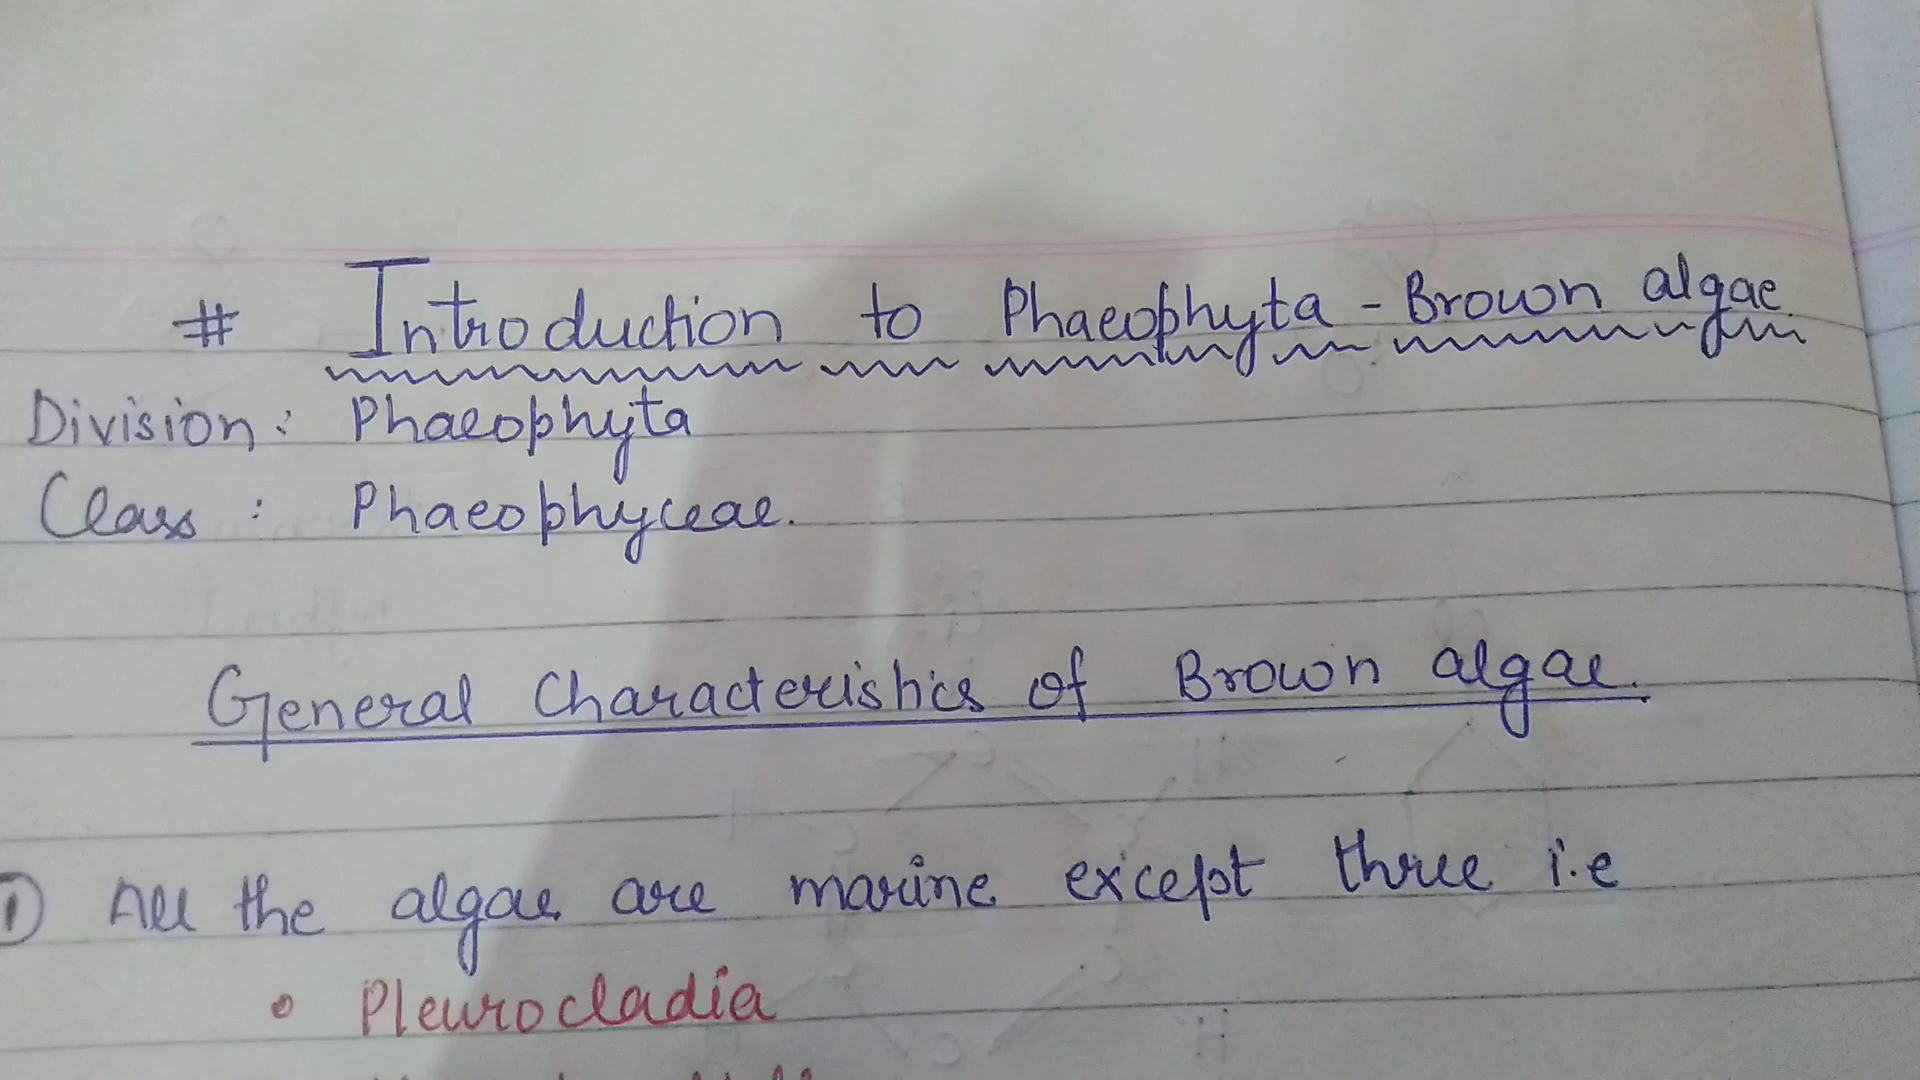 # Introduction to Phaeophyta - Brown algae.
Division: Phaeophyta
Class : Phaeophyceae.
General Characteristics of Brown algae.
① All the algae are marine except three i.e
• Pleurocladia